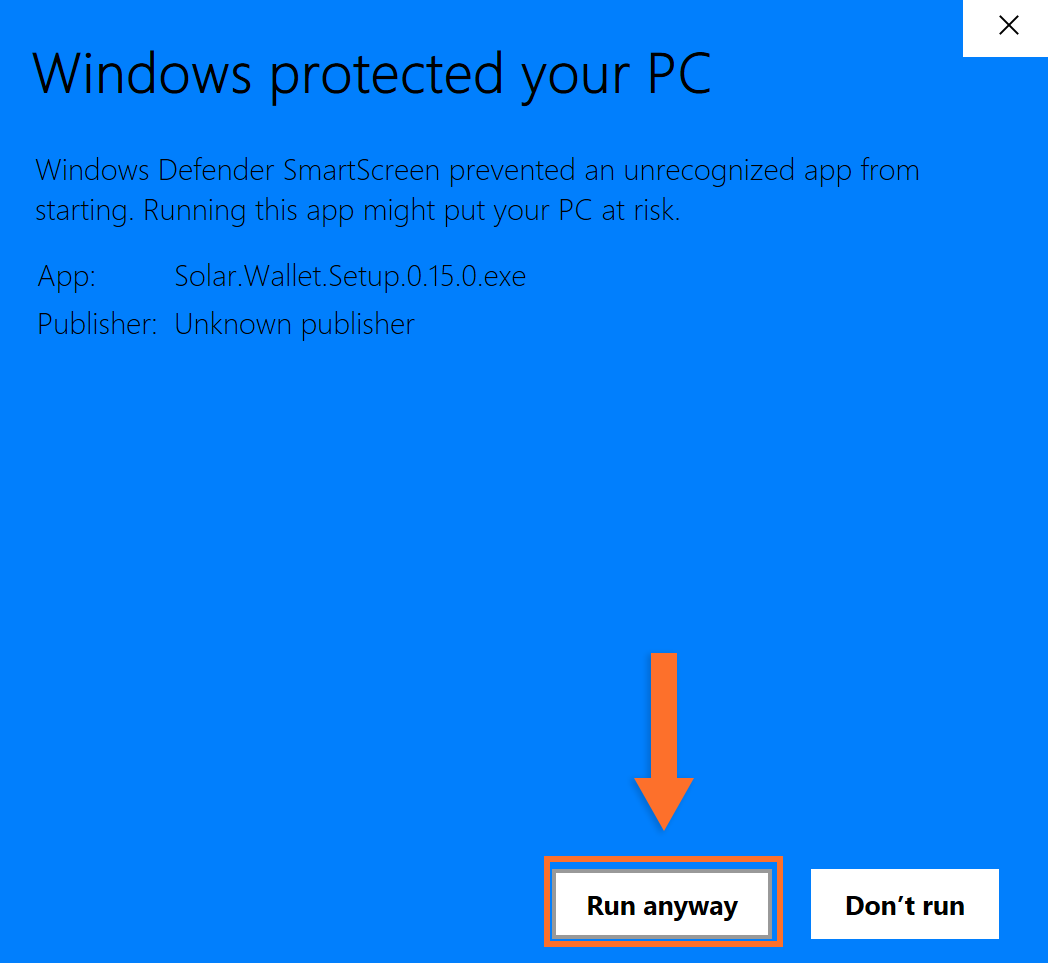 Windows protected your PC
Windows Defender SmartScreen prevented an unrecognized app from
starting. Running this app might put your PC at risk.
App: Solar.Wallet.Setup.0.15.0.exe
Publisher: Unknown publisher
Run anyway Don’t run